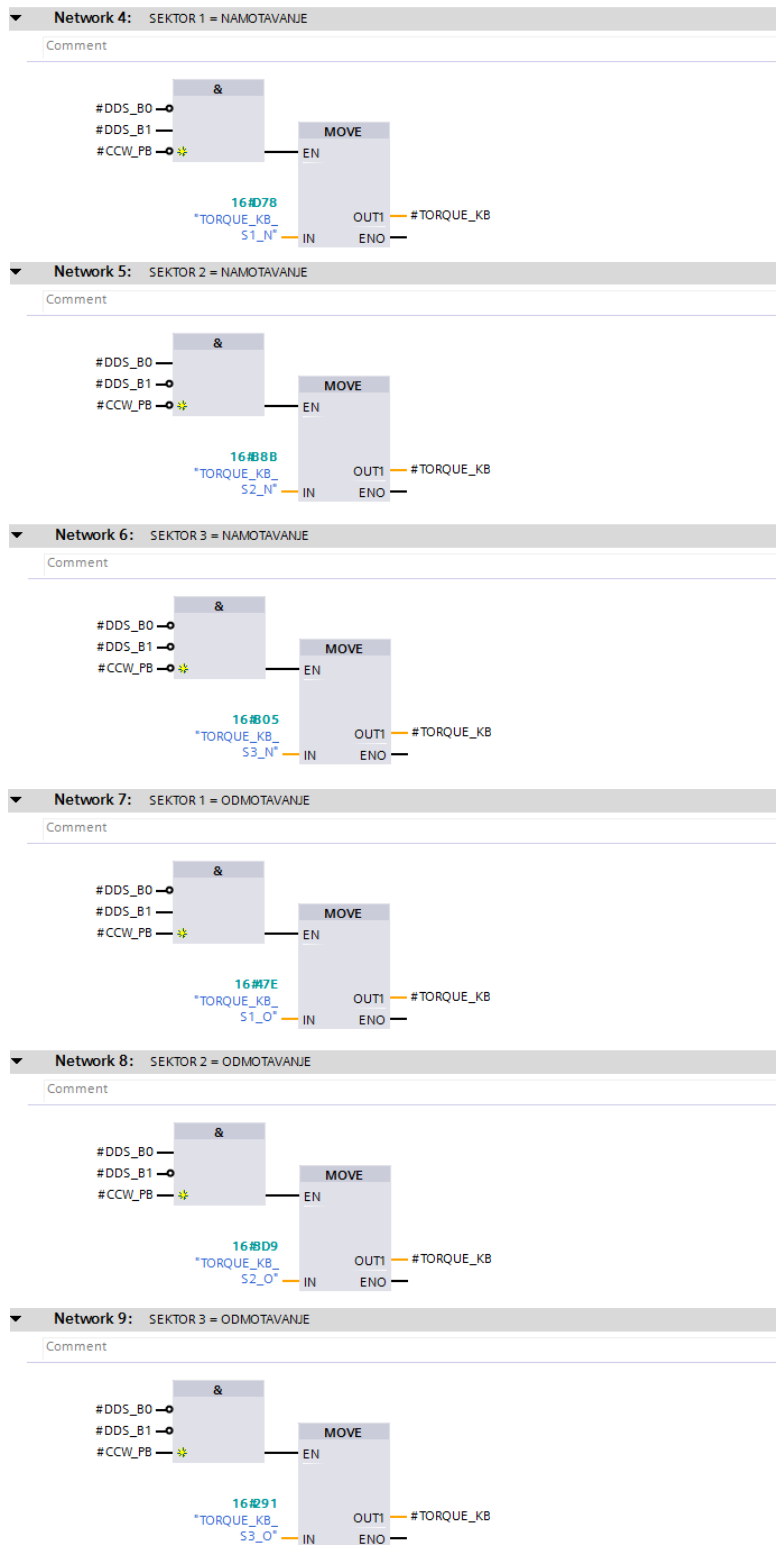 Network 4: SEKTOR 1 = NAMOTAVANJE
Comment
&
#DDS_B0
#DDS_B1
#CCW_PB
MOVE
EN
16#D78
"TORQUE_KB_
S1_N"
IN
OUT1
#TORQUE_KB
ENO
Network 5: SEKTOR 2 = NAMOTAVANJE
Comment
&
#DDS_B0
#DDS_B1
#CCW_PB
MOVE
EN
16#B8B
"TORQUE_KB_
S2_N"
IN
OUT1
#TORQUE_KB
ENO
Network 6: SEKTOR 3 = NAMOTAVANJE
Comment
&
#DDS_B0
#DDS_B1
#CCW_PB
MOVE
EN
16#B05
"TORQUE_KB_
S3_N"
IN
OUT1
#TORQUE_KB
ENO
Network 7: SEKTOR 1 = ODMOTAVANJE
Comment
&
#DDS_B0
#DDS_B1
#CCW_PB
MOVE
EN
16#47E
"TORQUE_KB_
S1_O"
IN
OUT1
#TORQUE_KB
ENO
Network 8: SEKTOR 2 = ODMOTAVANJE
Comment
&
#DDS_B0
#DDS_B1
#CCW_PB
MOVE
EN
16#3D9
"TORQUE_KB_
S2_O"
IN
OUT1
#TORQUE_KB
ENO
Network 9: SEKTOR 3 = ODMOTAVANJE
Comment
&
#DDS_B0
#DDS_B1
#CCW_PB
MOVE
EN
16#291
"TORQUE_KB_
S3_O"
IN
OUT1
#TORQUE_KB
ENO